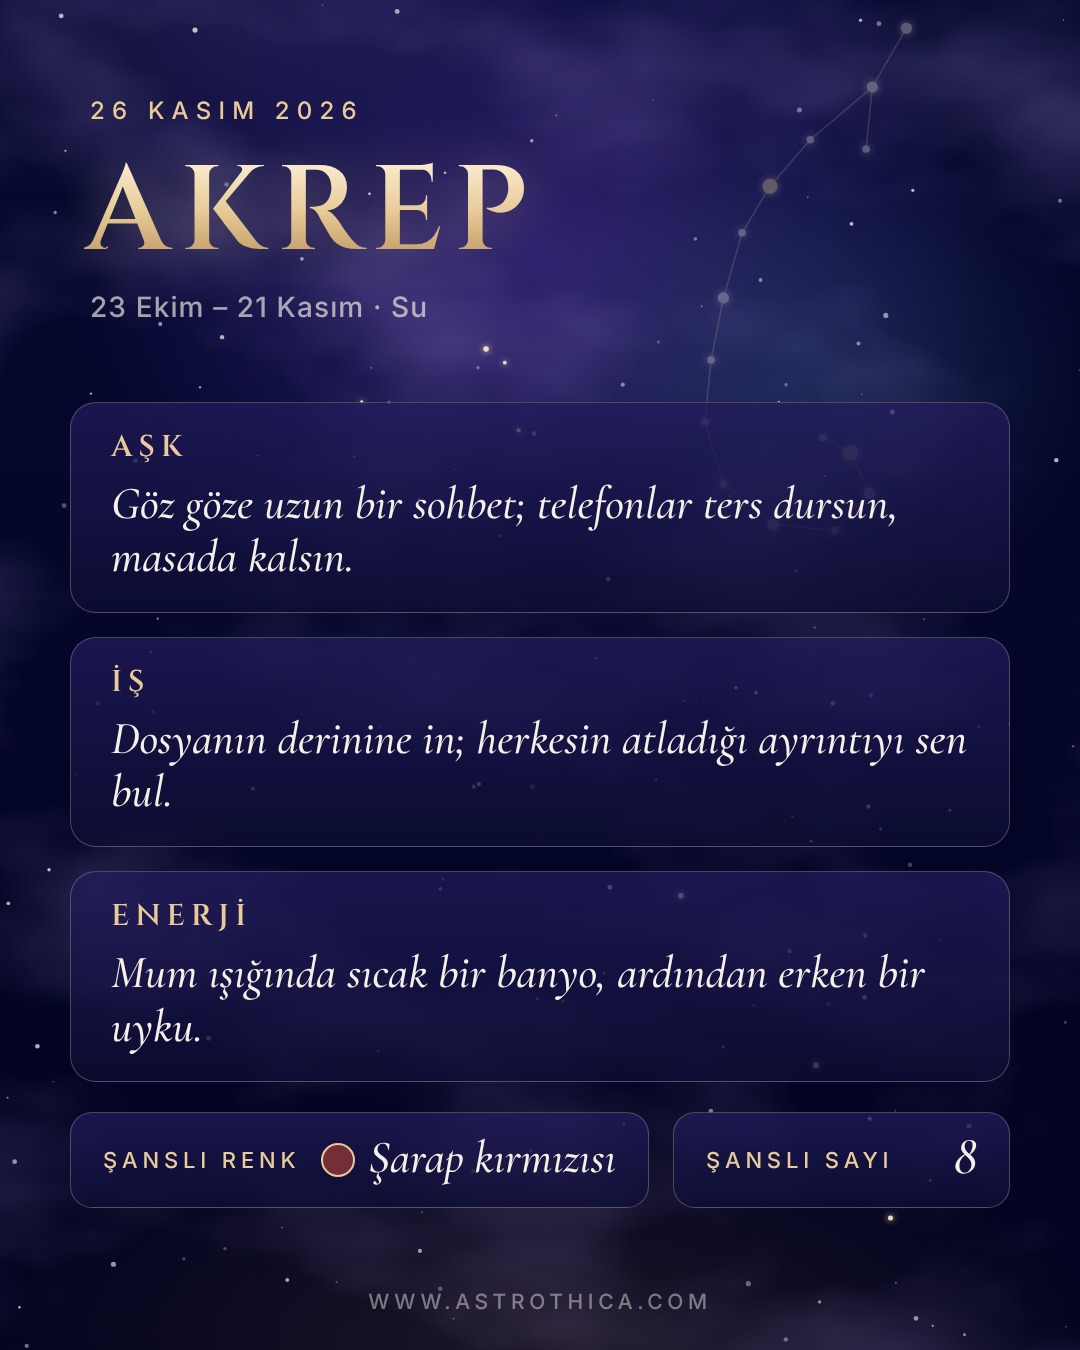 26 KASIM 2026
AKREP
23 Ekim – 21 Kasım · Su
AŞK
Göz göze uzun bir sohbet; telefonlar ters dursun,
masada kalsın.
İŞ
Dosyanın derinine in; herkesin atladığı ayrıntıyı sen
bul.
ENERJİ
Mum ışığında sıcak bir banyo, ardından erken bir
uyku.
ŞANSLI RENK Şarap kırmızısı
ŞANSLI SAYI 8
WWW.ASTROTHICA.COM